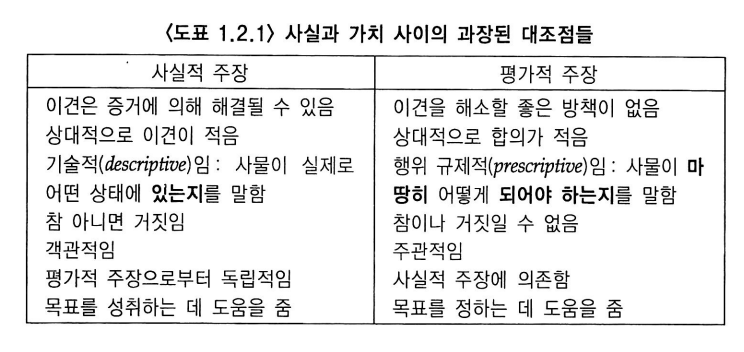 〈도표 1.2.1〉 사실과 가치 사이의 과장된 대조점들
사실적 주장
이견은 증거에 의해 해결될 수 있음
상대적으로 이견이 적음
기술적(descriptive)임 : 사물이 실제로
어떤 상태에 있는지를 말함
참 아니면 거짓임
객관적임
평가적 주장으로부터 독립적임
목표를 성취하는 데 도움을 줌
평가적 주장
이견을 해소할 좋은 방책이 없음
상대적으로 합의가 적음
행위 규제적(prescriptive)임 : 사물이 마
땅히 어떻게 되어야 하는지를 말함
참이나 거짓일 수 없음
주관적임
사실적 주장에 의존함
목표를 정하는 데 도움을 줌